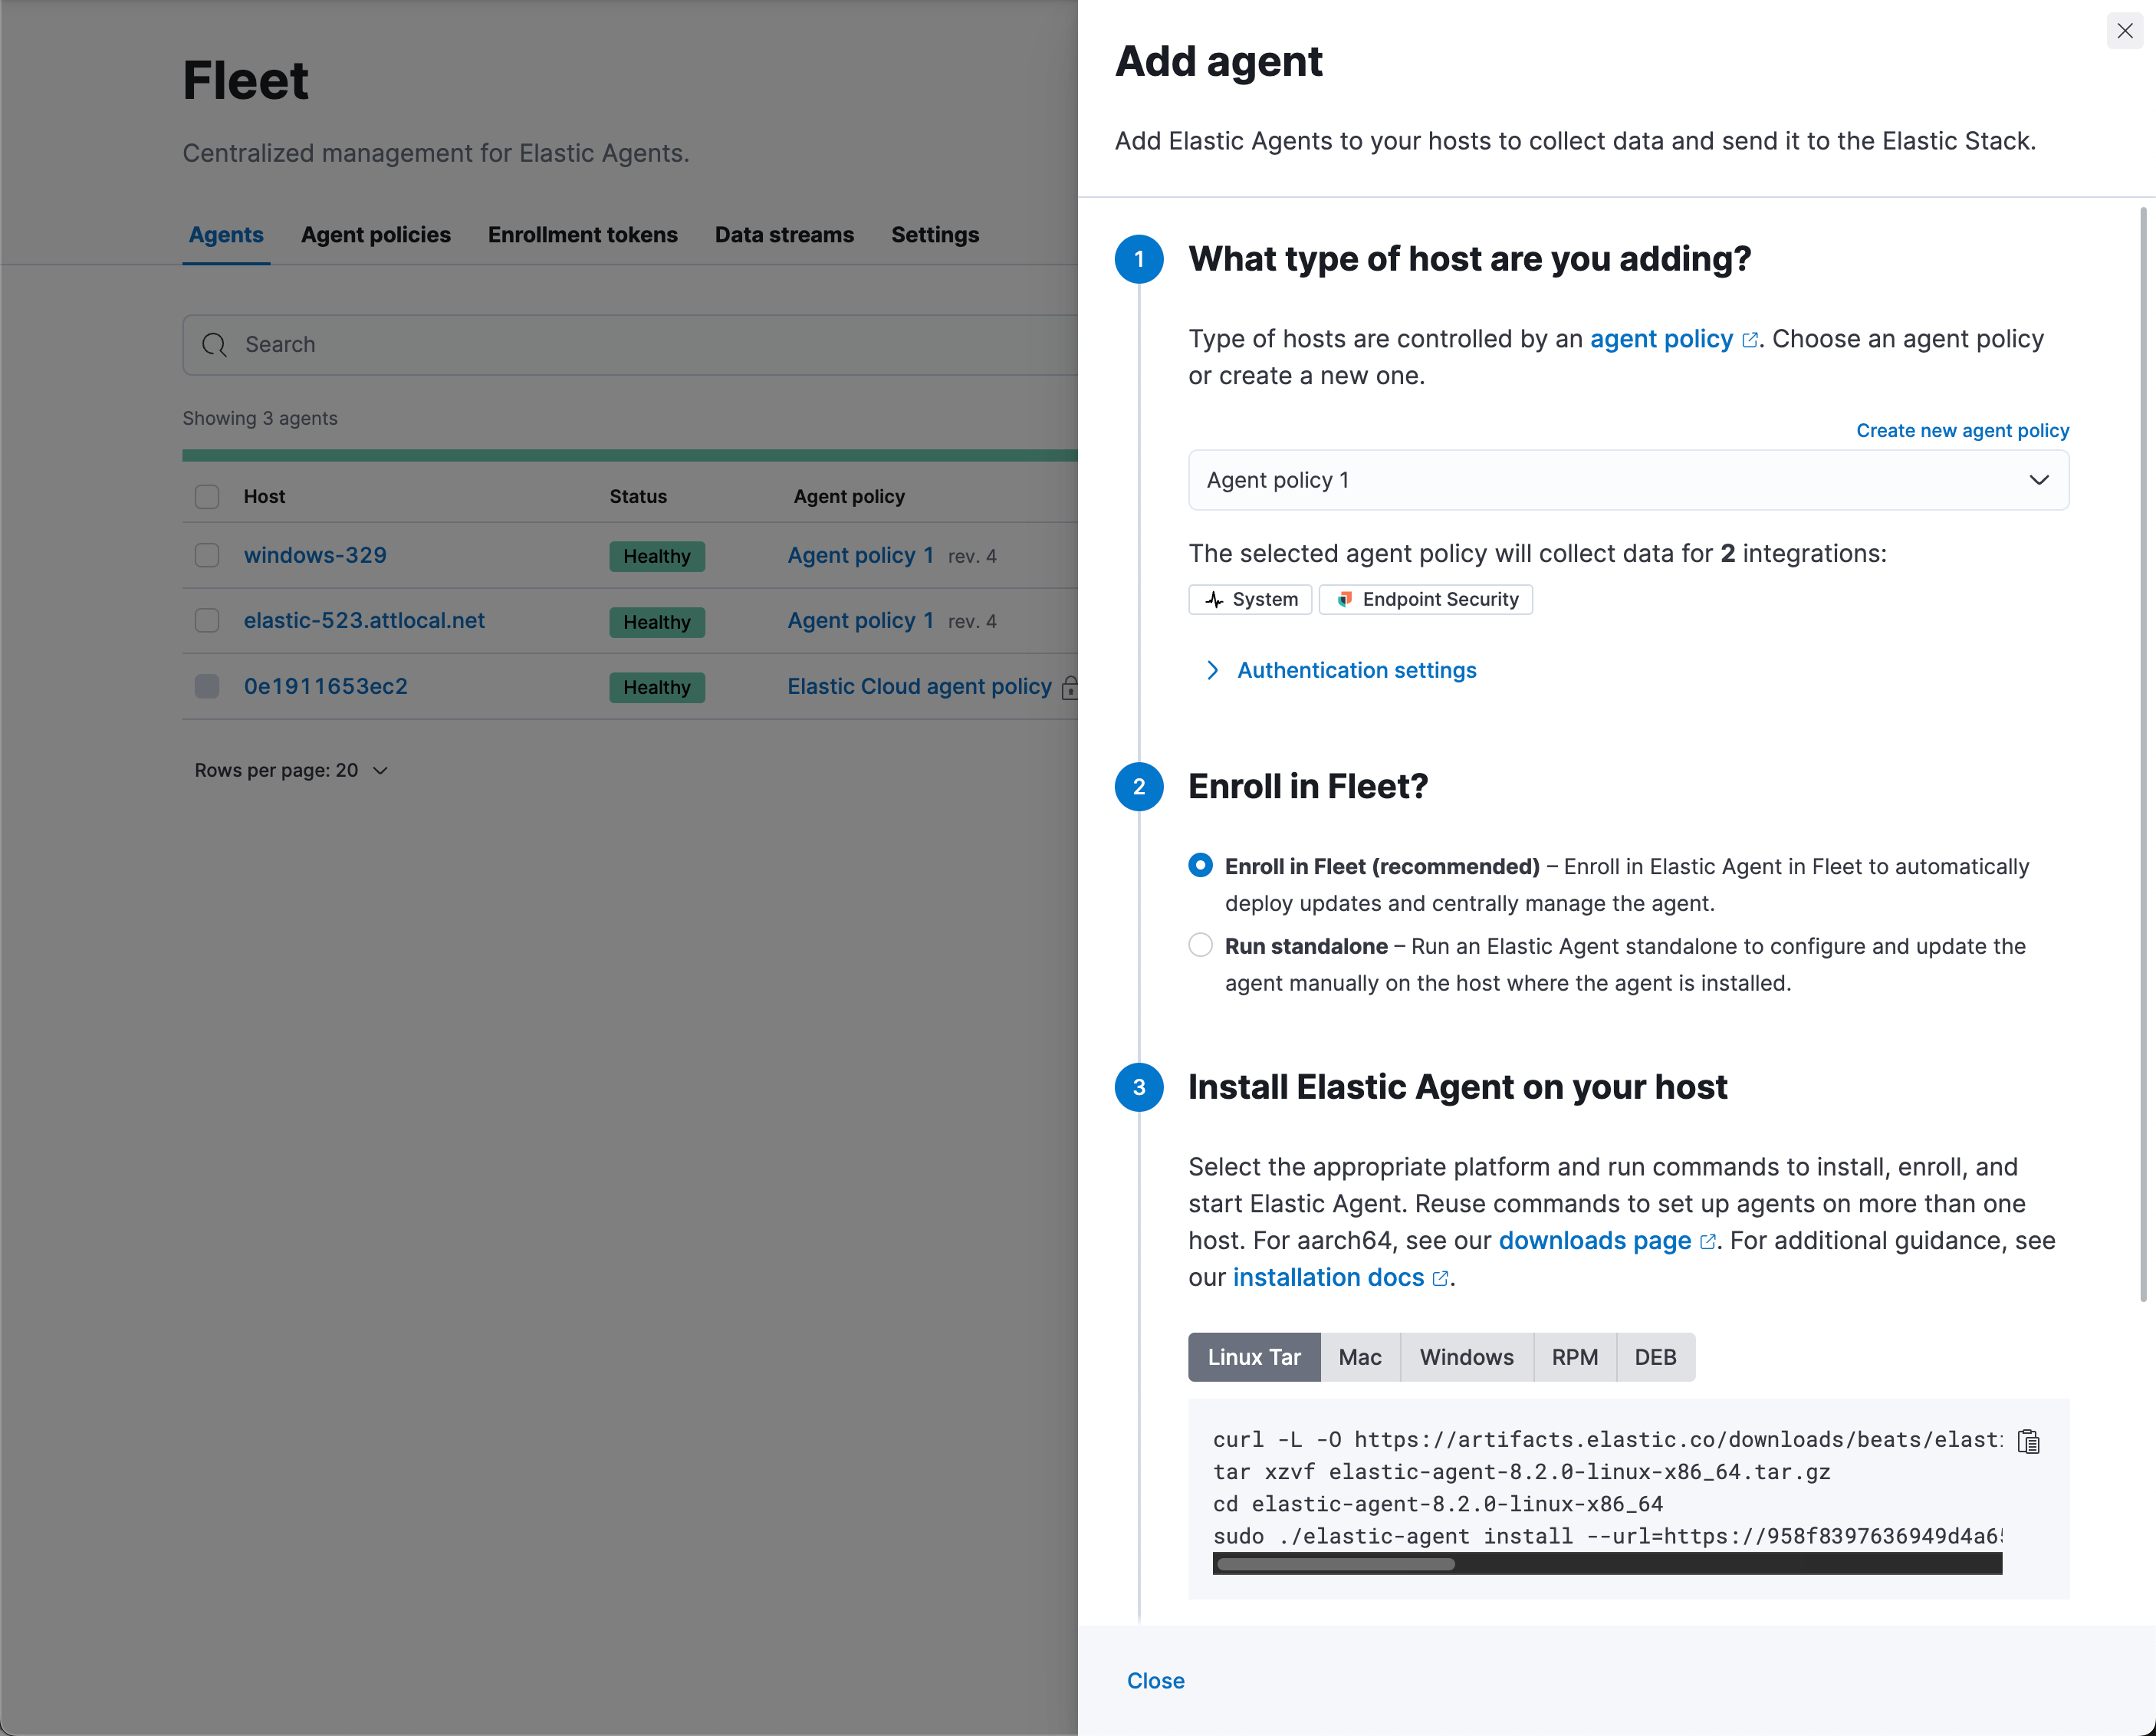 Fleet
Centralized management for Elastic Agents.
Agents Agent policies Enrollment tokens Data streams Settings
Search
Showing 3 agents
Host Status Agent policy
windows-329 Healthy Agent policy 1 rev. 4
elastic-523.attlocal.net Healthy Agent policy 1 rev. 4
0e1911653ec2 Healthy Elastic Cloud agent policy
Rows per page: 20
Add agent
Add Elastic Agents to your hosts to collect data and send it to the Elastic Stack.
1 What type of host are you adding?
Type of hosts are controlled by an agent policy. Choose an agent policy
or create a new one.
Create new agent policy
Agent policy 1
The selected agent policy will collect data for 2 integrations:
System Endpoint Security
Authentication settings
2 Enroll in Fleet?
Enroll in Fleet (recommended) – Enroll in Elastic Agent in Fleet to automatically
deploy updates and centrally manage the agent.
Run standalone – Run an Elastic Agent standalone to configure and update the
agent manually on the host where the agent is installed.
3 Install Elastic Agent on your host
Select the appropriate platform and run commands to install, enroll, and
start Elastic Agent. Reuse commands to set up agents on more than one
host. For aarch64, see our downloads page. For additional guidance, see
our installation docs.
Linux Tar Mac Windows RPM DEB
curl -L -O https://artifacts.elastic.co/downloads/beats/elast
tar xzvf elastic-agent-8.2.0-linux-x86_64.tar.gz
cd elastic-agent-8.2.0-linux-x86_64
sudo ./elastic-agent install --url=https://958f8397636949d4a6
Close